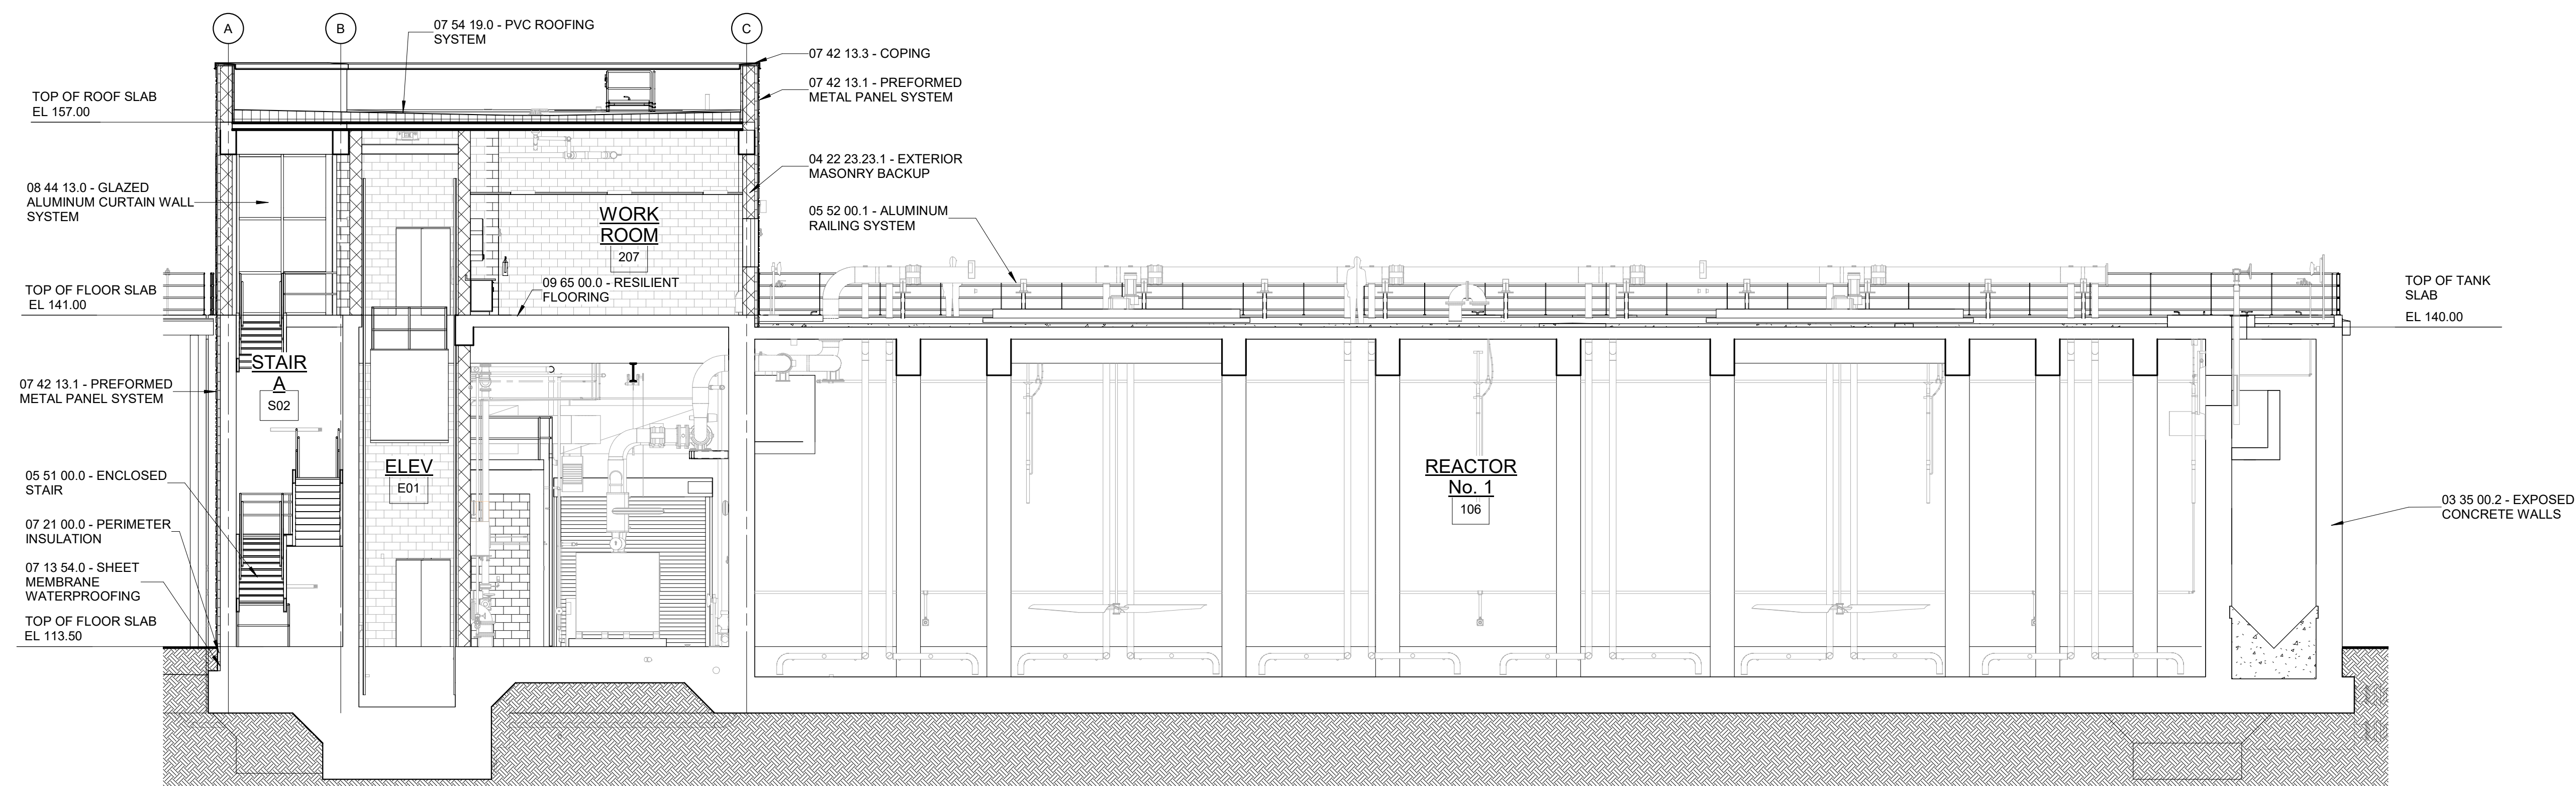 A
B
C
07 54 19.0 - PVC ROOFING
SYSTEM
07 42 13.3 - COPING
07 42 13.1 - PREFORMED
METAL PANEL SYSTEM
TOP OF ROOF SLAB
EL 157.00
04 22 23.23.1 - EXTERIOR
MASONRY BACKUP
08 44 13.0 - GLAZED
ALUMINUM CURTAIN WALL
SYSTEM
WORK
ROOM
207
05 52 00.1 - ALUMINUM
RAILING SYSTEM
TOP OF FLOOR SLAB
EL 141.00
09 65 00.0 - RESILIENT
FLOORING
TOP OF TANK
SLAB
EL 140.00
STAIR
A
S02
07 42 13.1 - PREFORMED
METAL PANEL SYSTEM
ELEV
E01
REACTOR
No. 1
106
05 51 00.0 - ENCLOSED
STAIR
03 35 00.2 - EXPOSED
CONCRETE WALLS
07 21 00.0 - PERIMETER
INSULATION
07 13 54.0 - SHEET
MEMBRANE
WATERPROOFING
TOP OF FLOOR SLAB
EL 113.50